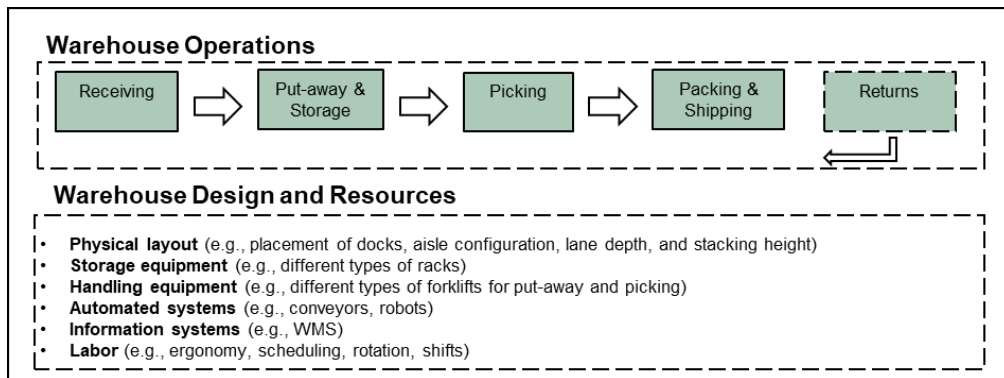 Warehouse Operations
Receiving
Put-away &
Storage
Picking
Packing &
Shipping
Returns
Warehouse Design and Resources
• Physical layout (e.g., placement of docks, aisle configuration, lane depth, and stacking height)
• Storage equipment (e.g., different types of racks)
• Handling equipment (e.g., different types of forklifts for put-away and picking)
• Automated systems (e.g., conveyors, robots)
• Information systems (e.g., WMS)
• Labor (e.g., ergonomy, scheduling, rotation, shifts)